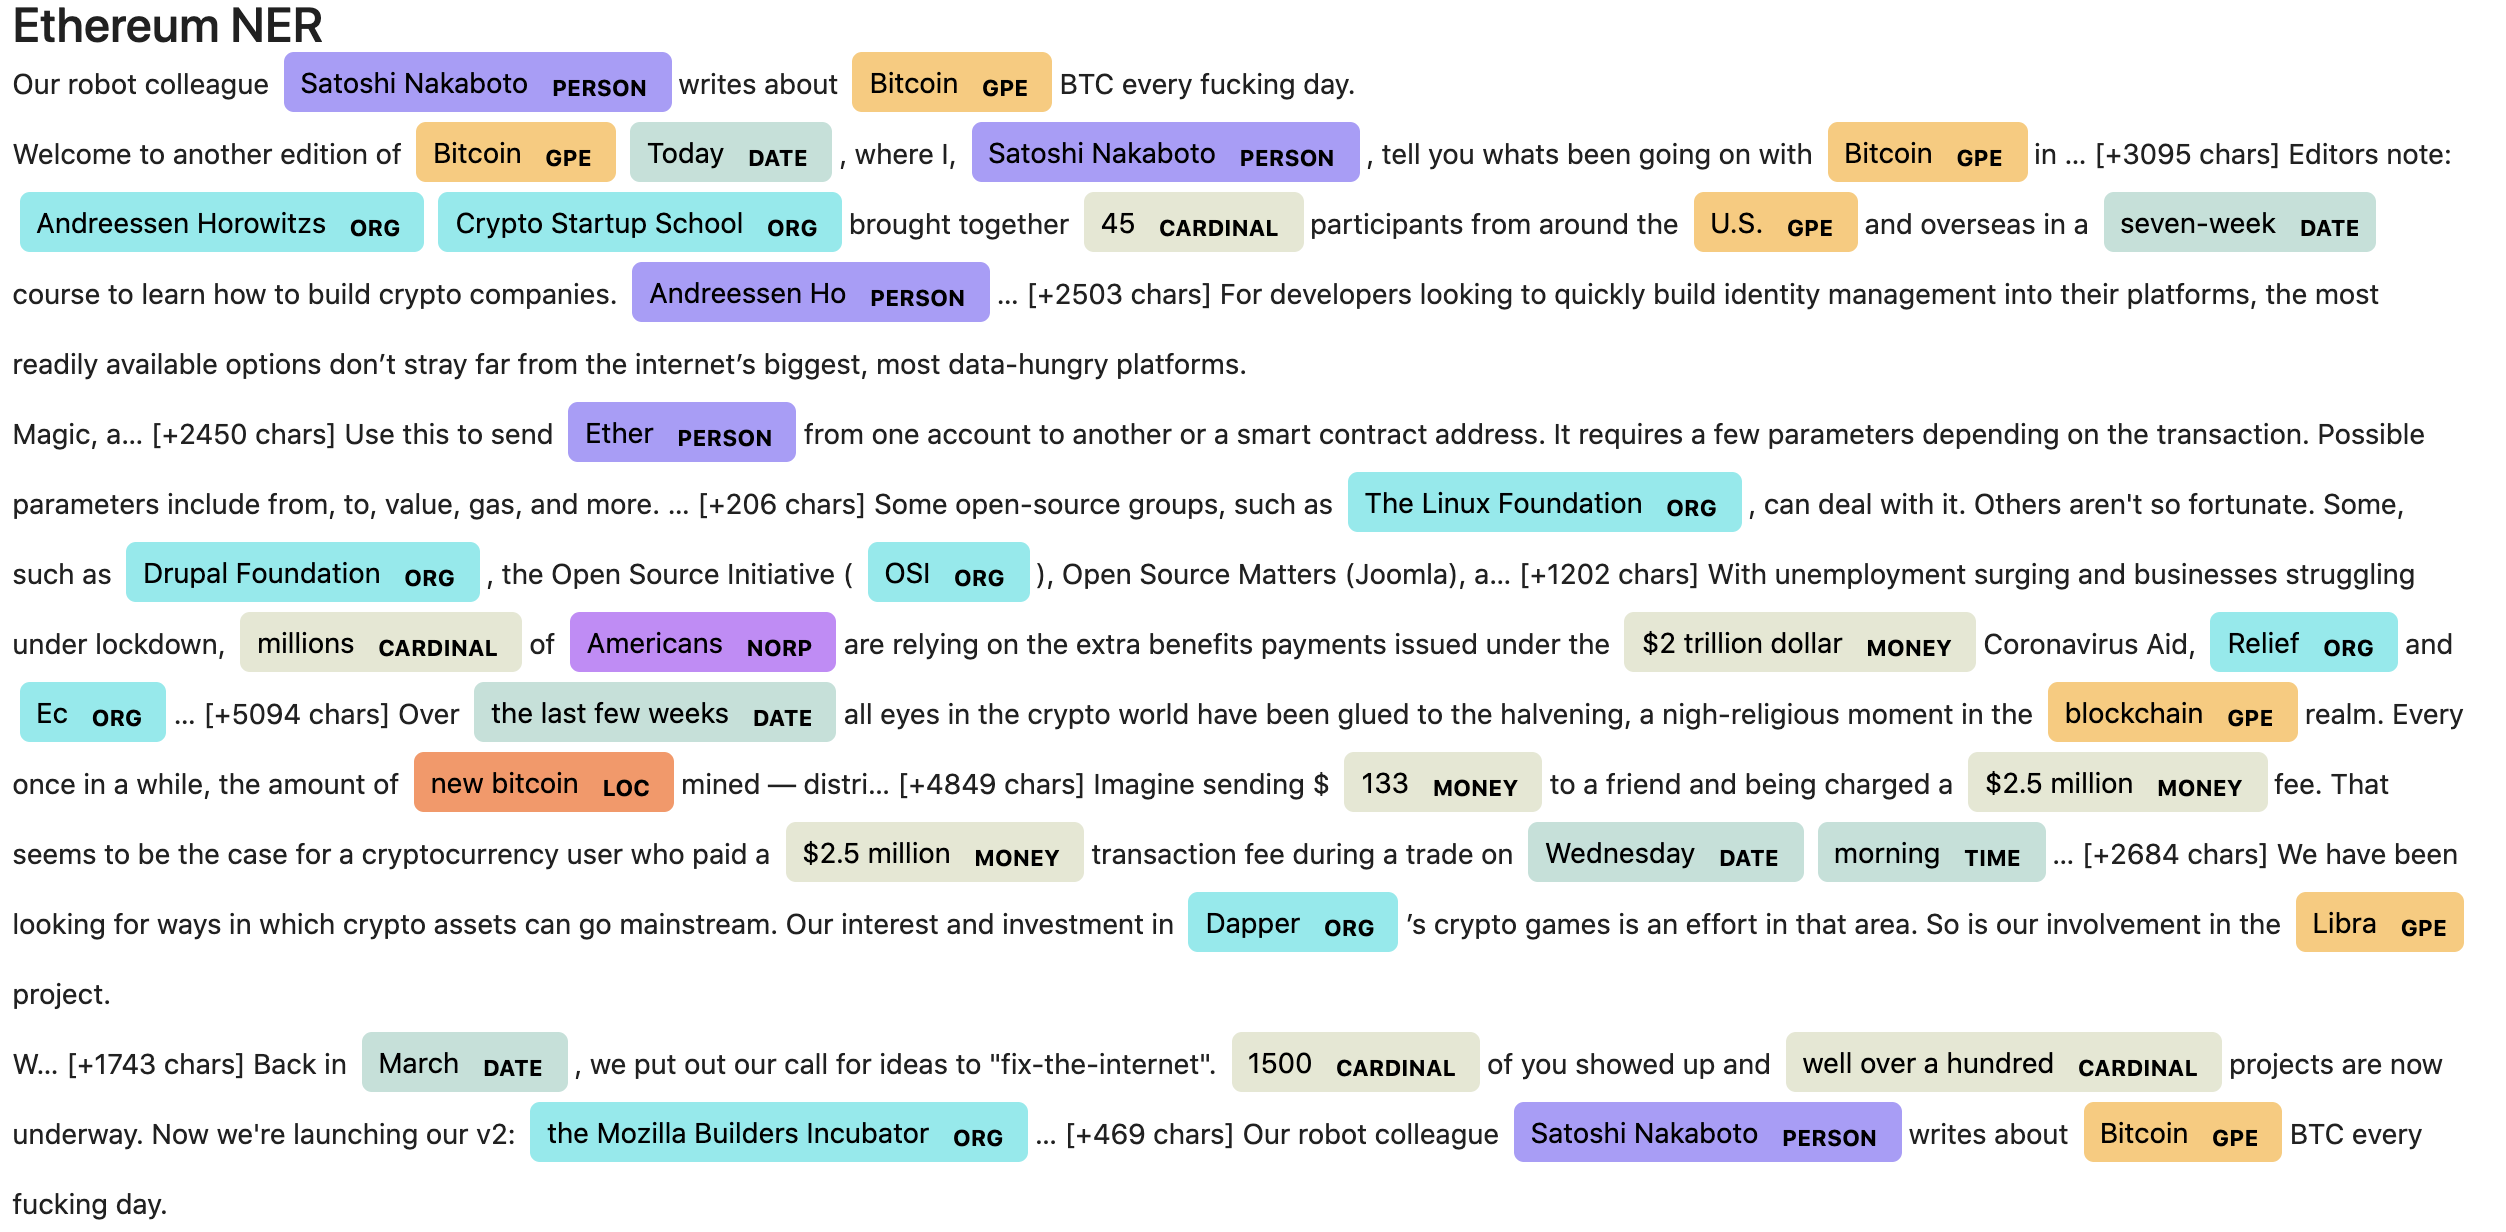 Ethereum NER
Our robot colleague Satoshi Nakaboto PERSON writes about Bitcoin GPE BTC every fucking day.
Welcome to another edition of Bitcoin GPE Today DATE , where I, Satoshi Nakaboto PERSON , tell you whats been going on with Bitcoin GPE in ... [+3095 chars] Editors note:
Andreessen Horowitzs ORG Crypto Startup School ORG brought together 45 CARDINAL participants from around the U.S. GPE and overseas in a seven-week DATE
course to learn how to build crypto companies. Andreessen Ho PERSON ... [+2503 chars] For developers looking to quickly build identity management into their platforms, the most
readily available options don’t stray far from the internet’s biggest, most data-hungry platforms.
Magic, a... [+2450 chars] Use this to send Ether PERSON from one account to another or a smart contract address. It requires a few parameters depending on the transaction. Possible
parameters include from, to, value, gas, and more. ... [+206 chars] Some open-source groups, such as The Linux Foundation ORG , can deal with it. Others aren't so fortunate. Some,
such as Drupal Foundation ORG , the Open Source Initiative ( OSI ORG ), Open Source Matters (Joomla), a... [+1202 chars] With unemployment surging and businesses struggling
under lockdown, millions CARDINAL of Americans NORP are relying on the extra benefits payments issued under the $2 trillion dollar MONEY Coronavirus Aid, Relief ORG and
Ec ORG ... [+5094 chars] Over the last few weeks DATE all eyes in the crypto world have been glued to the halvening, a nigh-religious moment in the blockchain GPE realm. Every
once in a while, the amount of new bitcoin LOC mined — distri... [+4849 chars] Imagine sending $ 133 MONEY to a friend and being charged a $2.5 million MONEY fee. That
seems to be the case for a cryptocurrency user who paid a $2.5 million MONEY transaction fee during a trade on Wednesday DATE morning TIME ... [+2684 chars] We have been
looking for ways in which crypto assets can go mainstream. Our interest and investment in Dapper ORG ’s crypto games is an effort in that area. So is our involvement in the Libra GPE
project.
W... [+1743 chars] Back in March DATE , we put out our call for ideas to "fix-the-internet". 1500 CARDINAL of you showed up and well over a hundred CARDINAL projects are now
underway. Now we're launching our v2: the Mozilla Builders Incubator ORG ... [+469 chars] Our robot colleague Satoshi Nakaboto PERSON writes about Bitcoin GPE BTC every
fucking day.